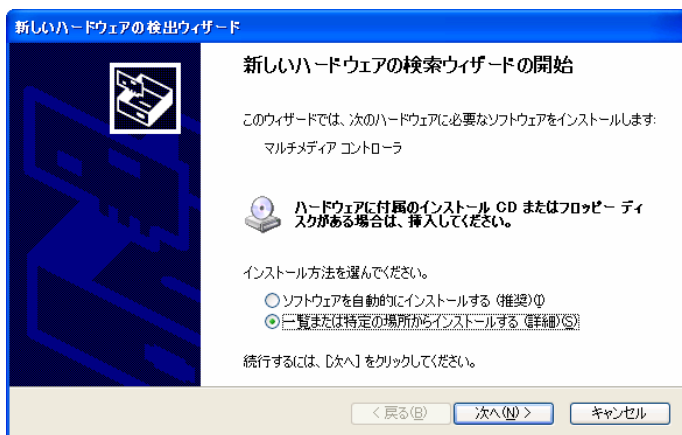 新しいハードウェアの検出ウィザード
新しいハードウェアの検索ウィザードの開始
このウィザードでは、次のハードウェアに必要なソフトウェアをインストールします:
マルチメディア コントローラ
ハードウェアに付属のインストール CD またはフロッピー ディ
スクがある場合は、挿入してください。
インストール方法を選んでください。
ソフトウェアを自動的にインストールする (推奨)(I)
一覧または特定の場所からインストールする (詳細)(S)
続行するには、[次へ] をクリックしてください。
< 戻る(B) 次へ(N) > キャンセル